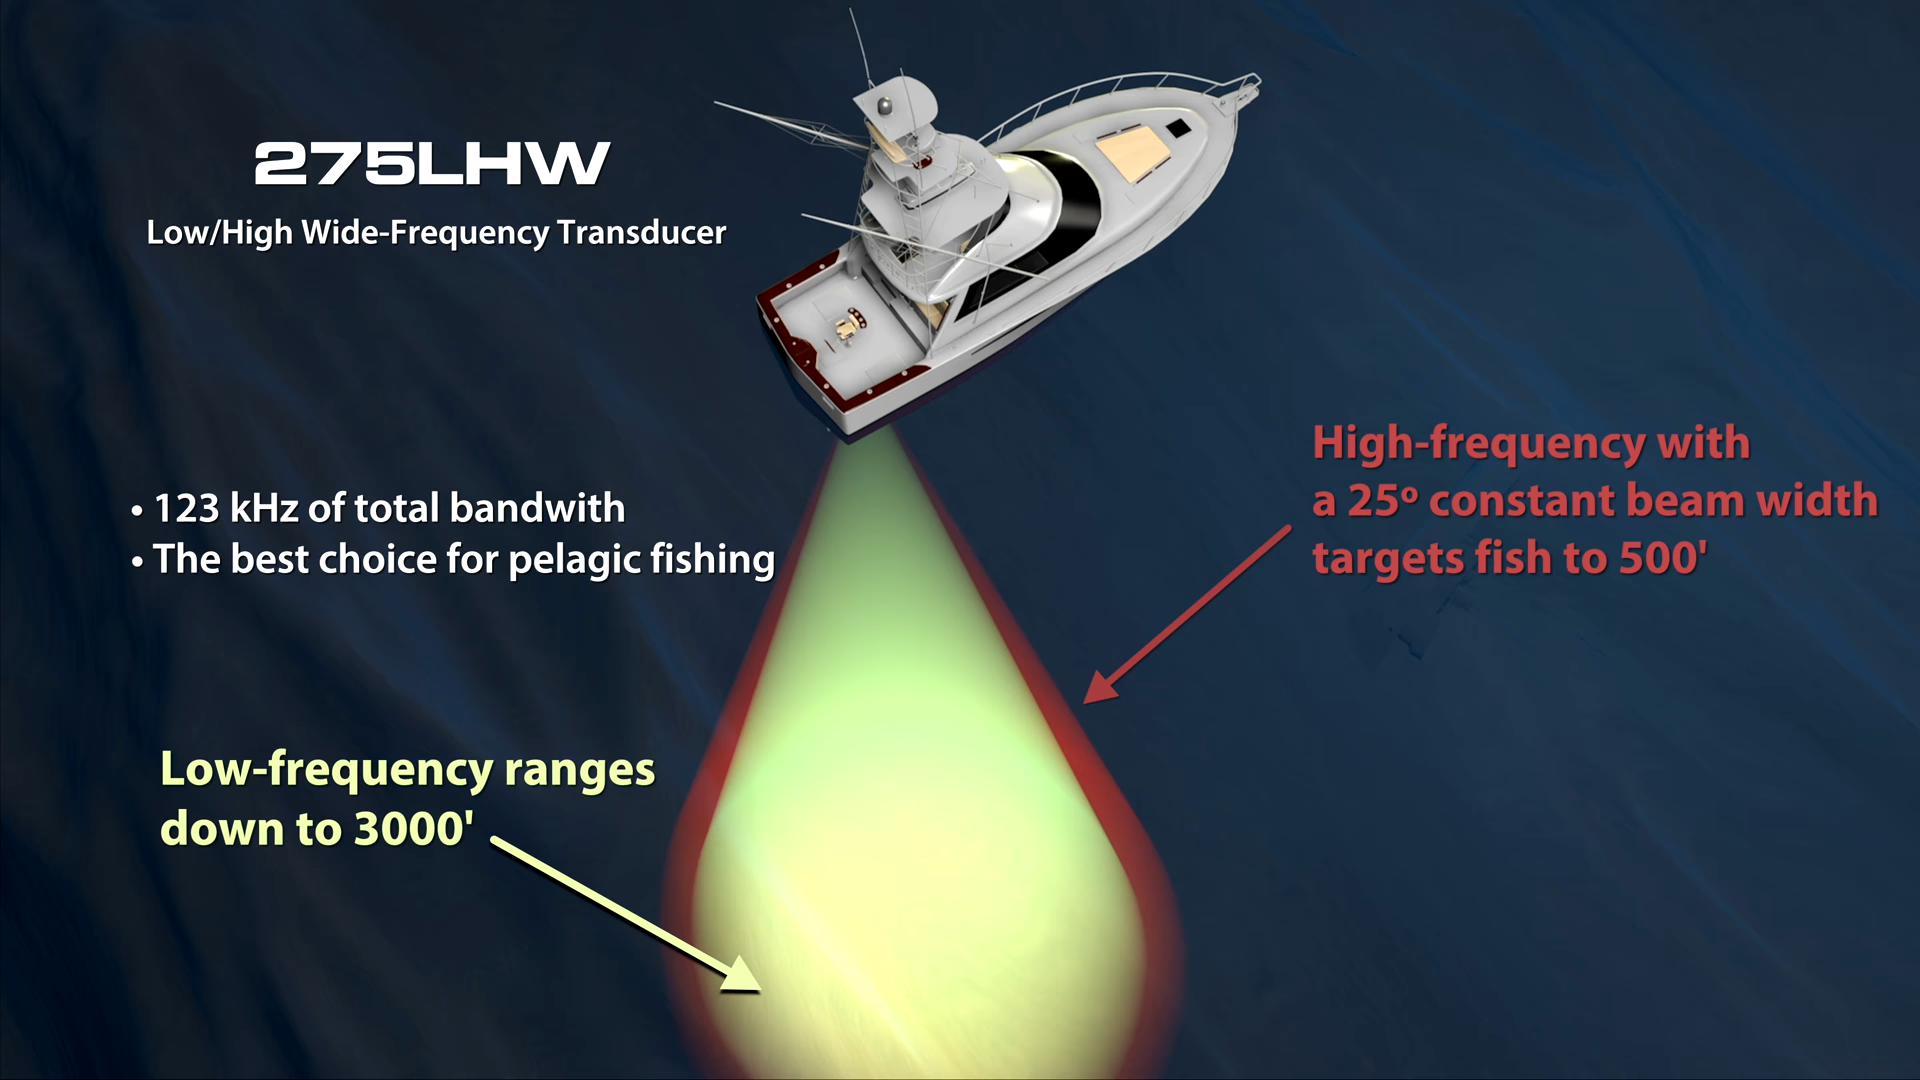 275LHW
Low/High Wide-Frequency Transducer
• 123 kHz of total bandwith
• The best choice for pelagic fishing
High-frequency with
a 25º constant beam width
targets fish to 500'
Low-frequency ranges
down to 3000'